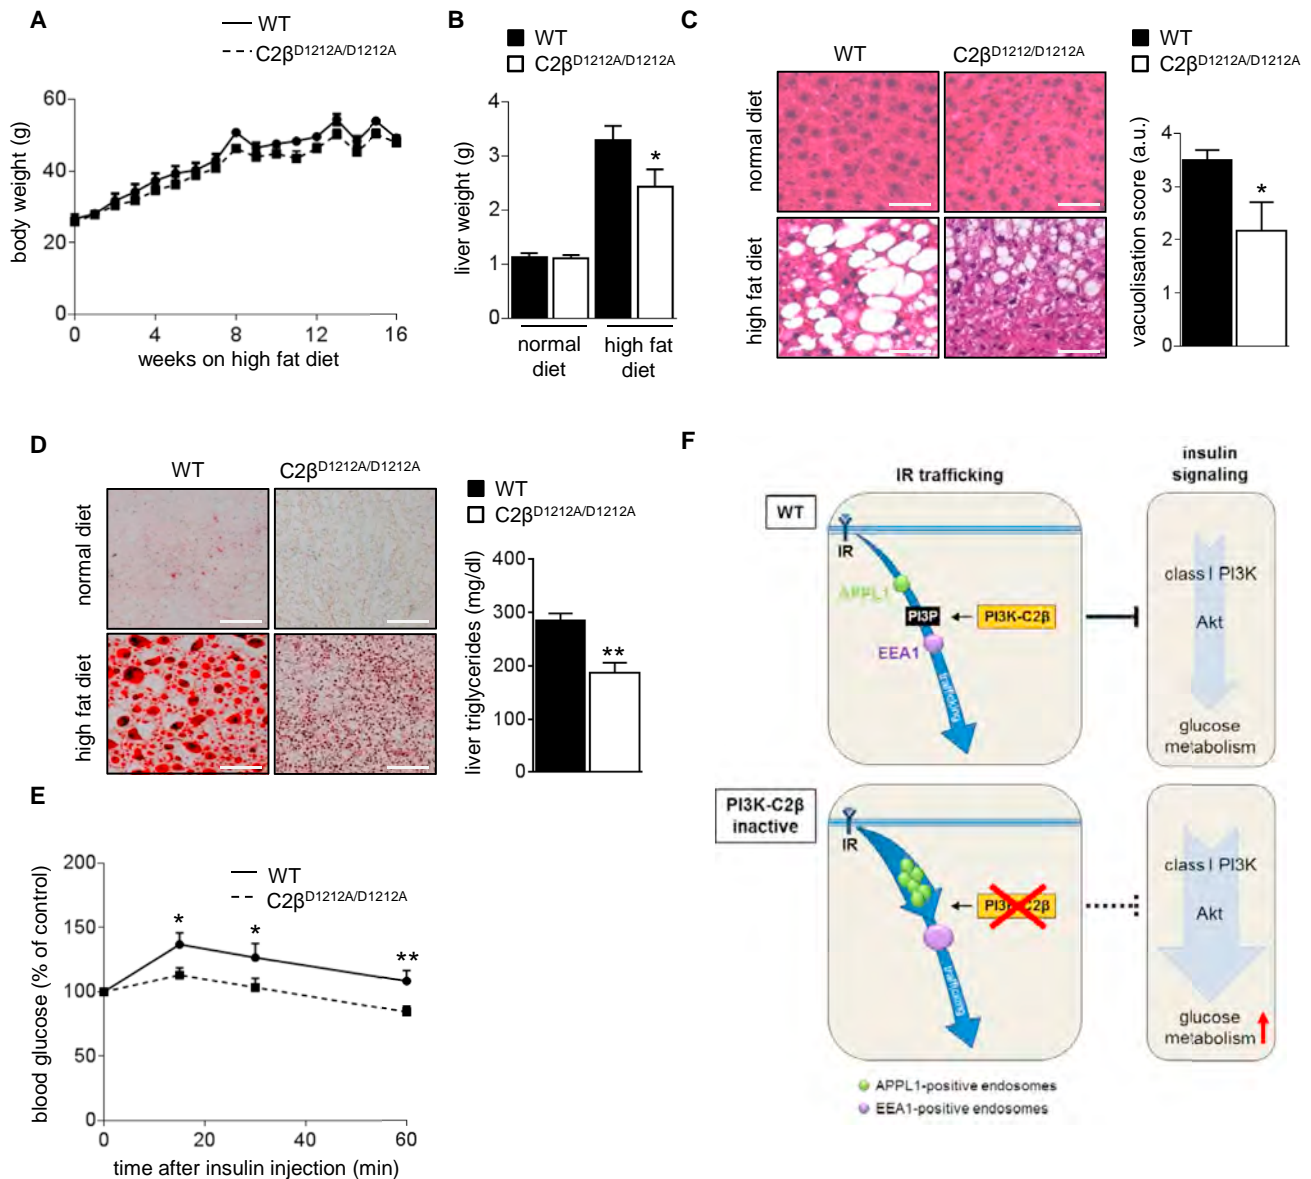 A
WT
C2β^D1212A/D1212A
body weight (g)
60
40
20
0
0 4 8 12 16
weeks on high fat diet
B
WT
C2β^D1212A/D1212A
liver weight (g)
4
3
2
1
0
*
normal diet
high fat diet
C
WT
C2β^D1212/D1212A
normal diet
high fat diet
WT
C2β^D1212A/D1212A
vacuolisation score (a.u.)
4
3
2
1
0
*
D
WT
C2β^D1212A/D1212A
normal diet
high fat diet
WT
C2β^D1212A/D1212A
liver triglycerides (mg/dl)
400
300
200
100
0
**
E
WT
C2β^D1212A/D1212A
blood glucose (% of control)
200
150
100
50
0
* * **
0 20 40 60
time after insulin injection (min)
F
IR trafficking
insulin
signaling
WT
IR
APPL1
PI3P
PI3K-C2β
EEA1
trafficking
class I PI3K
Akt
glucose
metabolism
PI3K-C2β
inactive
IR
PI3K-C2β
trafficking
class I PI3K
Akt
glucose
metabolism
APPL1-positive endosomes
EEA1-positive endosomes